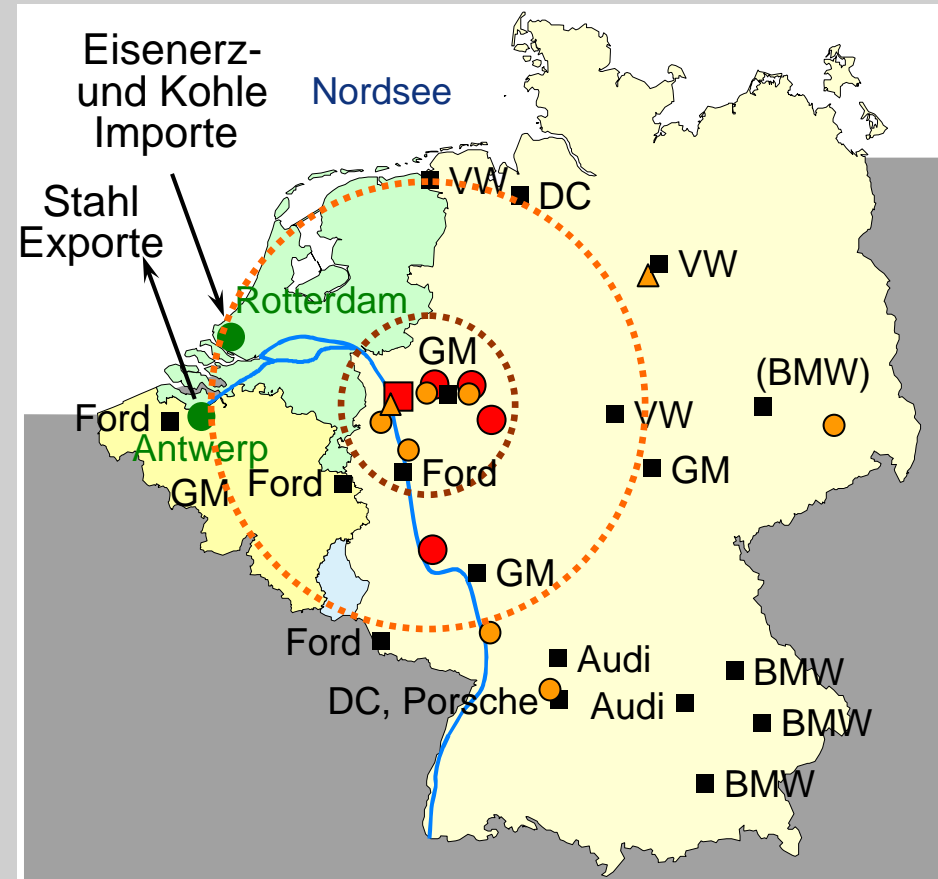 Eisenerz-
und Kohle
Importe
Nordsee
Stahl
Exporte
VW
DC
VW
Rotterdam
GM
(BMW)
Ford
VW
Antwerp
GM
Ford
Ford
GM
GM
Ford
Audi
BMW
DC, Porsche
Audi
BMW
BMW